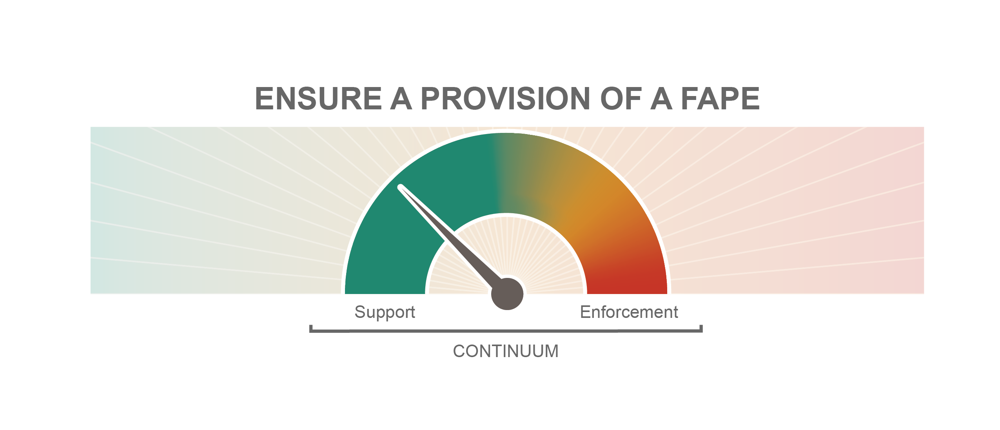 ENSURE A PROVISION OF A FAPE
Support
Enforcement
CONTINUUM